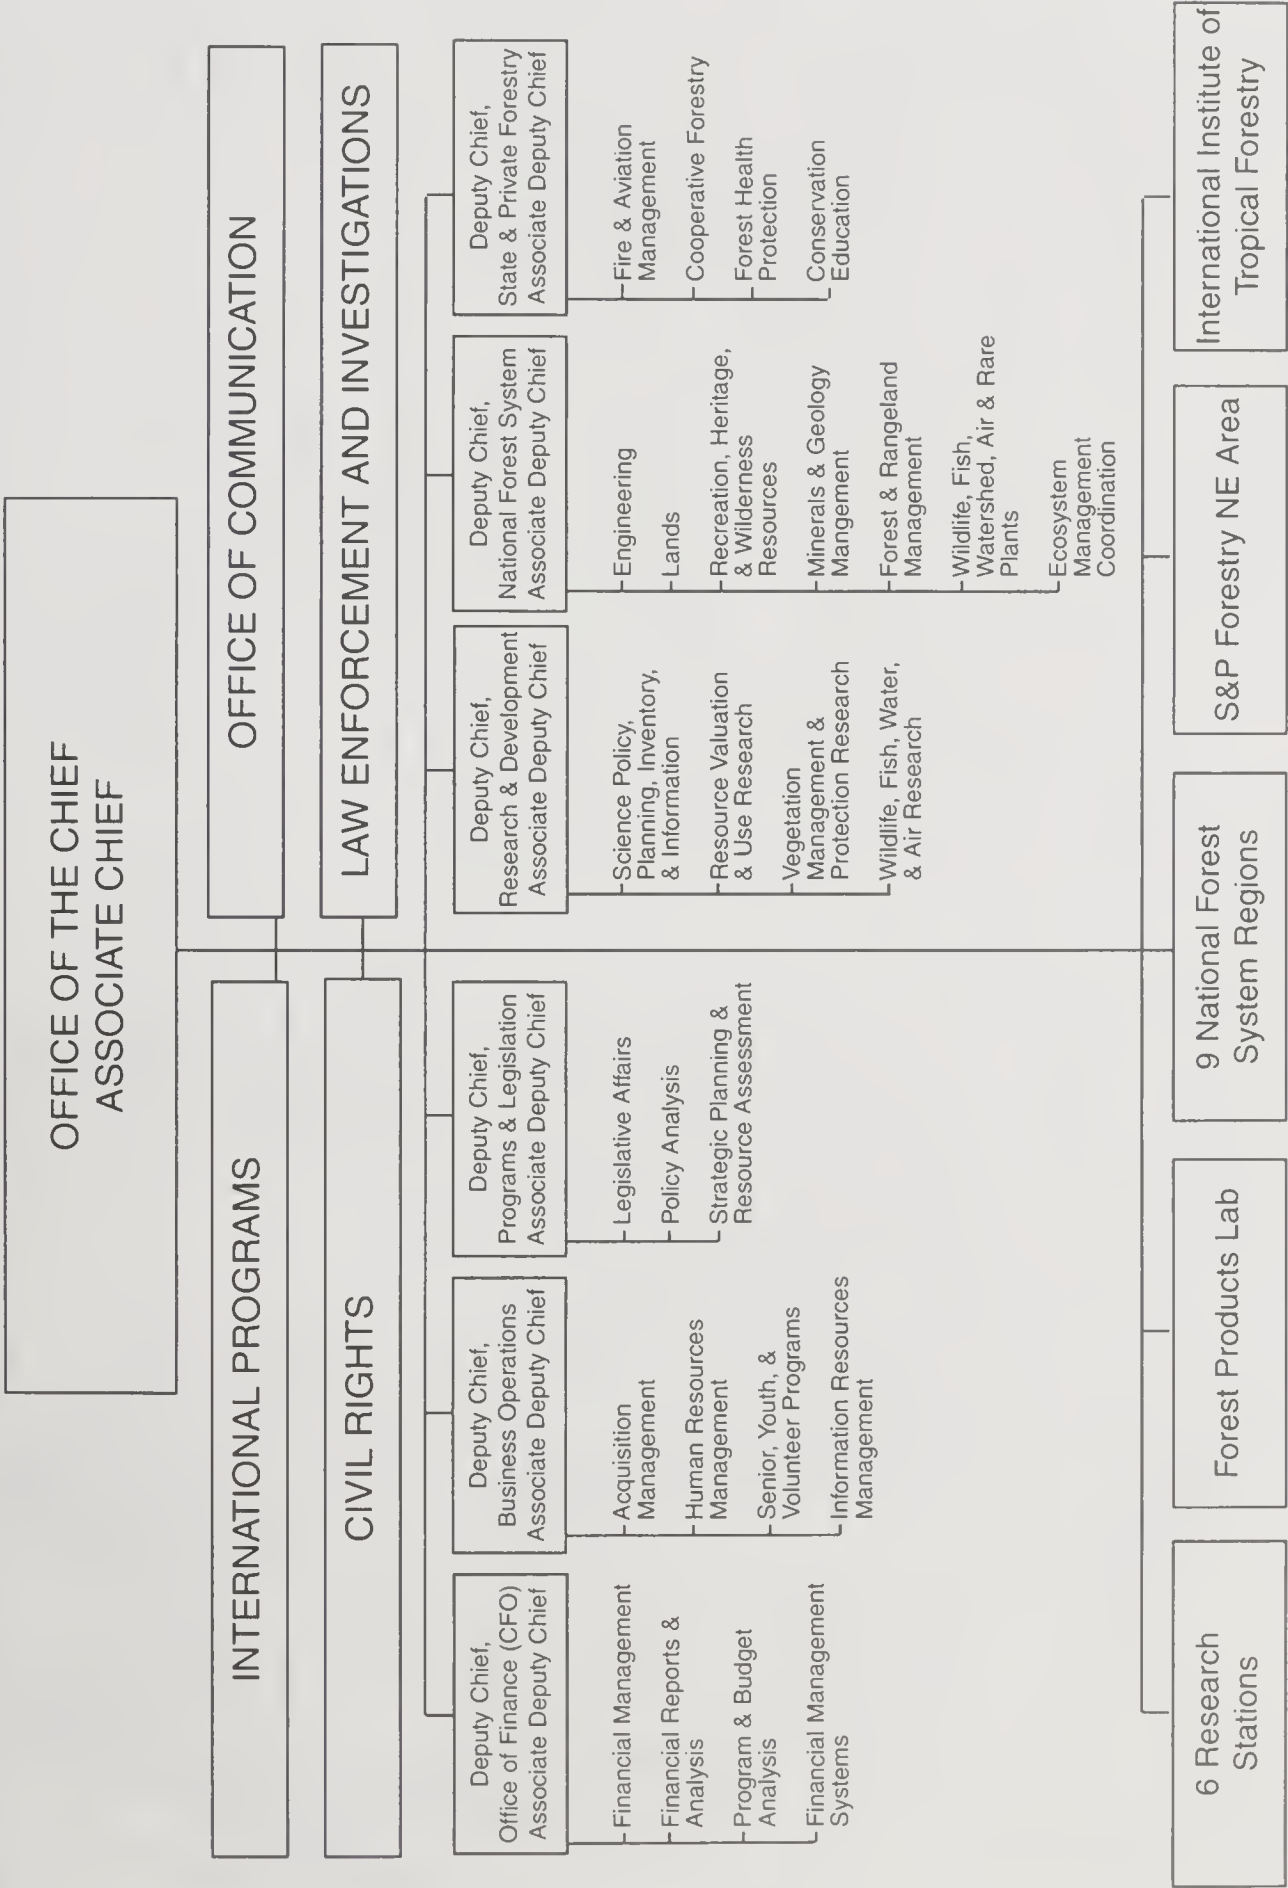 OFFICE OF THE CHIEF
ASSOCIATE CHIEF
INTERNATIONAL PROGRAMS
OFFICE OF COMMUNICATION
CIVIL RIGHTS
LAW ENFORCEMENT AND INVESTIGATIONS
Deputy Chief,
Office of Finance (CFO)
Associate Deputy Chief
Financial Management
Financial Reports &
Analysis
Program & Budget
Analysis
Financial Management
Systems
Deputy Chief,
Business Operations
Associate Deputy Chief
Acquisition
Management
Human Resources
Management
Senior, Youth, &
Volunteer Programs
Information Resources
Management
Deputy Chief,
Programs & Legislation
Associate Deputy Chief
Legislative Affairs
Policy Analysis
Strategic Planning &
Resource Assessment
Deputy Chief,
Research & Development
Associate Deputy Chief
Science Policy,
Planning, Inventory,
& Information
Resource Valuation
& Use Research
Vegetation
Management &
Protection Research
Wildlife, Fish, Water,
& Air Research
Deputy Chief,
National Forest System
Associate Deputy Chief
Engineering
Lands
Recreation, Heritage,
& Wilderness
Resources
Minerals & Geology
Mangement
Forest & Rangeland
Management
Wildlife, Fish,
Watershed, Air & Rare
Plants
Ecosystem
Management
Coordination
Deputy Chief,
State & Private Forestry
Associate Deputy Chief
Fire & Aviation
Management
Cooperative Forestry
Forest Health
Protection
Conservation
Education
6 Research
Stations
Forest Products Lab
9 National Forest
System Regions
S&P Forestry NE Area
International Institute of
Tropical Forestry